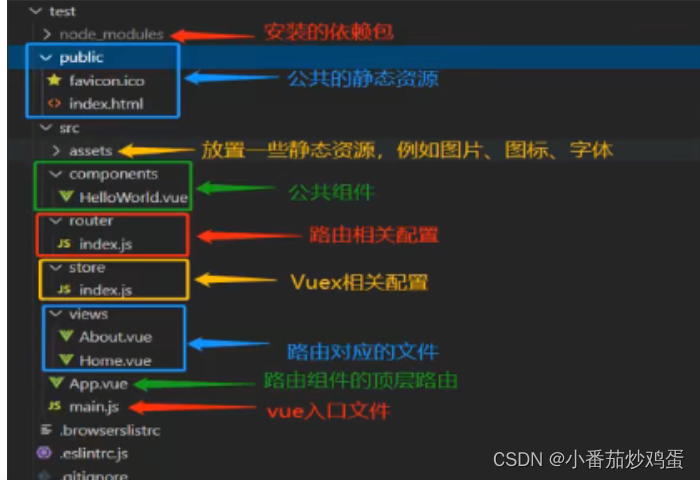 test
node_modules 安装的依赖包
public
favicon.ico 公共的静态资源
index.html
src
assets 放置一些静态资源，例如图片、图标、字体
components
HelloWorld.vue 公共组件
router
index.js 路由相关配置
store
index.js Vuex相关配置
views
About.vue
Home.vue 路由对应的文件
App.vue 路由组件的顶层路由
main.js vue入口文件
.browserslistrc
.eslintrc.js
.gitignore
CSDN @小番茄炒鸡蛋